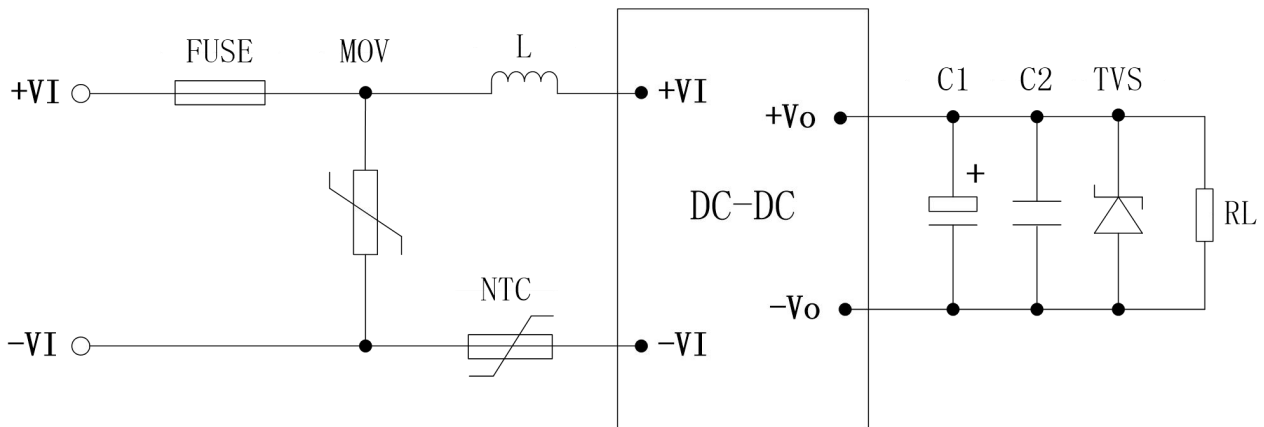 FUSE MOV L
+VI +VI
C1 C2 TVS
+Vo
+
DC-DC
RL
NTC
-Vo
-VI -VI